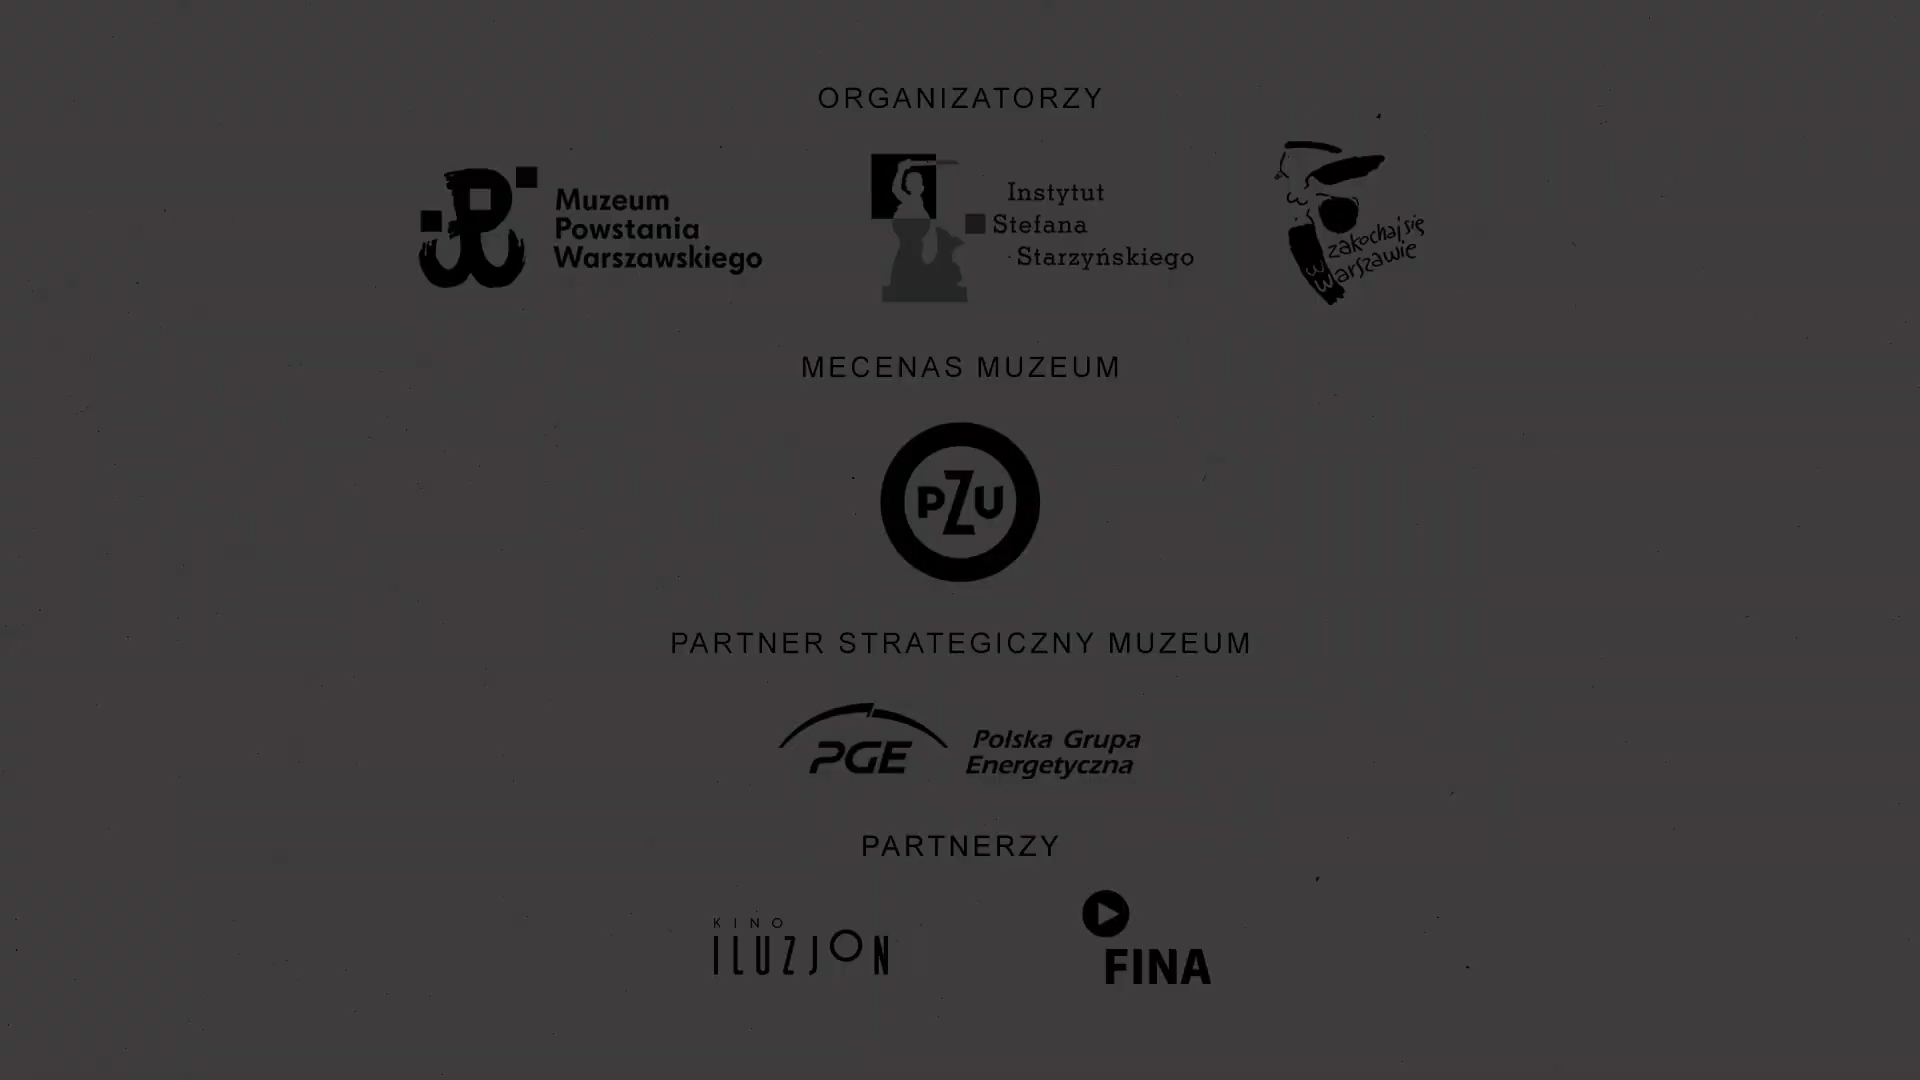 ORGANIZATORZY
Muzeum
Powstania
Warszawskiego
Instytut
Stefana
Starzyńskiego
zakochaj się
w warszawie
MECENAS MUZEUM
PZU
PARTNER STRATEGICZNY MUZEUM
PGE
Polska Grupa
Energetyczna
PARTNERZY
KINO
ILUZJON
FINA